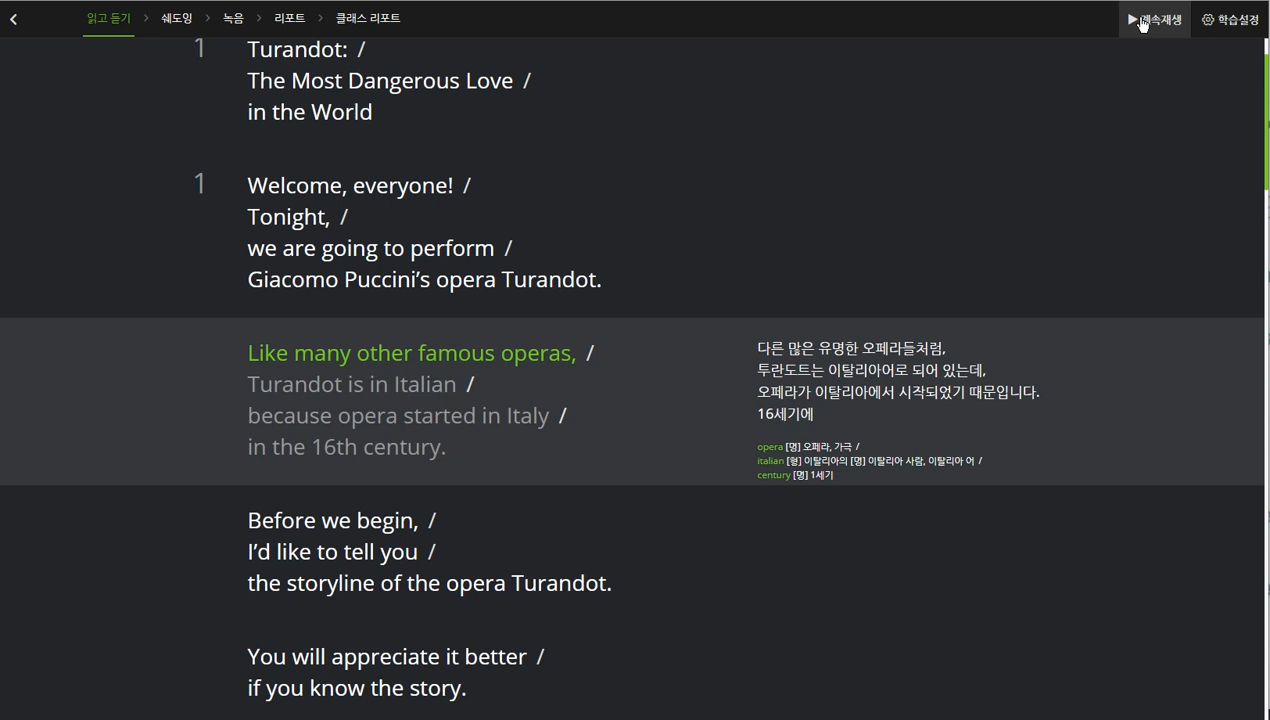 읽고 듣기 > 쉐도잉 > 녹음 > 리포트 > 클래스 리포트
계속재생 학습설정
1 Turandot: /
The Most Dangerous Love /
in the World
1 Welcome, everyone! /
Tonight, /
we are going to perform /
Giacomo Puccini’s opera Turandot.
Like many other famous operas, /
Turandot is in Italian /
because opera started in Italy /
in the 16th century.
다른 많은 유명한 오페라들처럼,
투란도트는 이탈리아어로 되어 있는데,
오페라가 이탈리아에서 시작되었기 때문입니다.
16세기에
opera [명] 오페라, 가극 /
italian [형] 이탈리아의 [명] 이탈리아 사람, 이탈리아 어 /
century [명] 1세기
Before we begin, /
I’d like to tell you /
the storyline of the opera Turandot.
You will appreciate it better /
if you know the story.